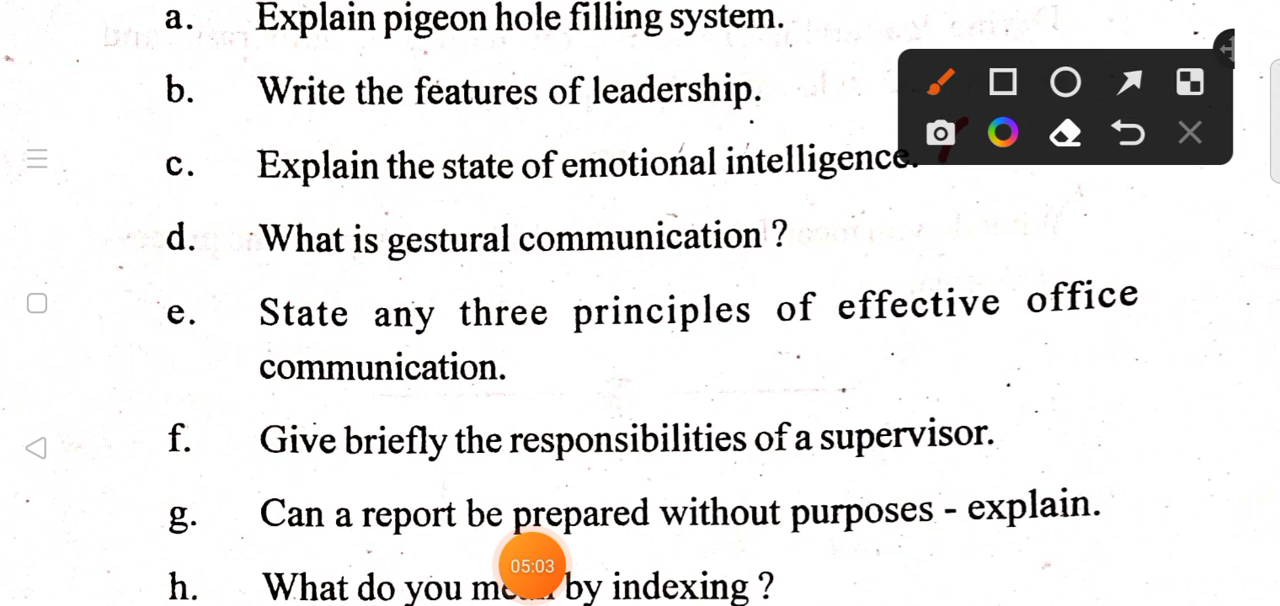 a. Explain pigeon hole filling system.
b. Write the features of leadership.
c. Explain the state of emotional intelligence.
d. What is gestural communication ?
e. State any three principles of effective office
communication.
f. Give briefly the responsibilities of a supervisor.
g. Can a report be prepared without purposes - explain.
05:03
h. What do you by indexing ?